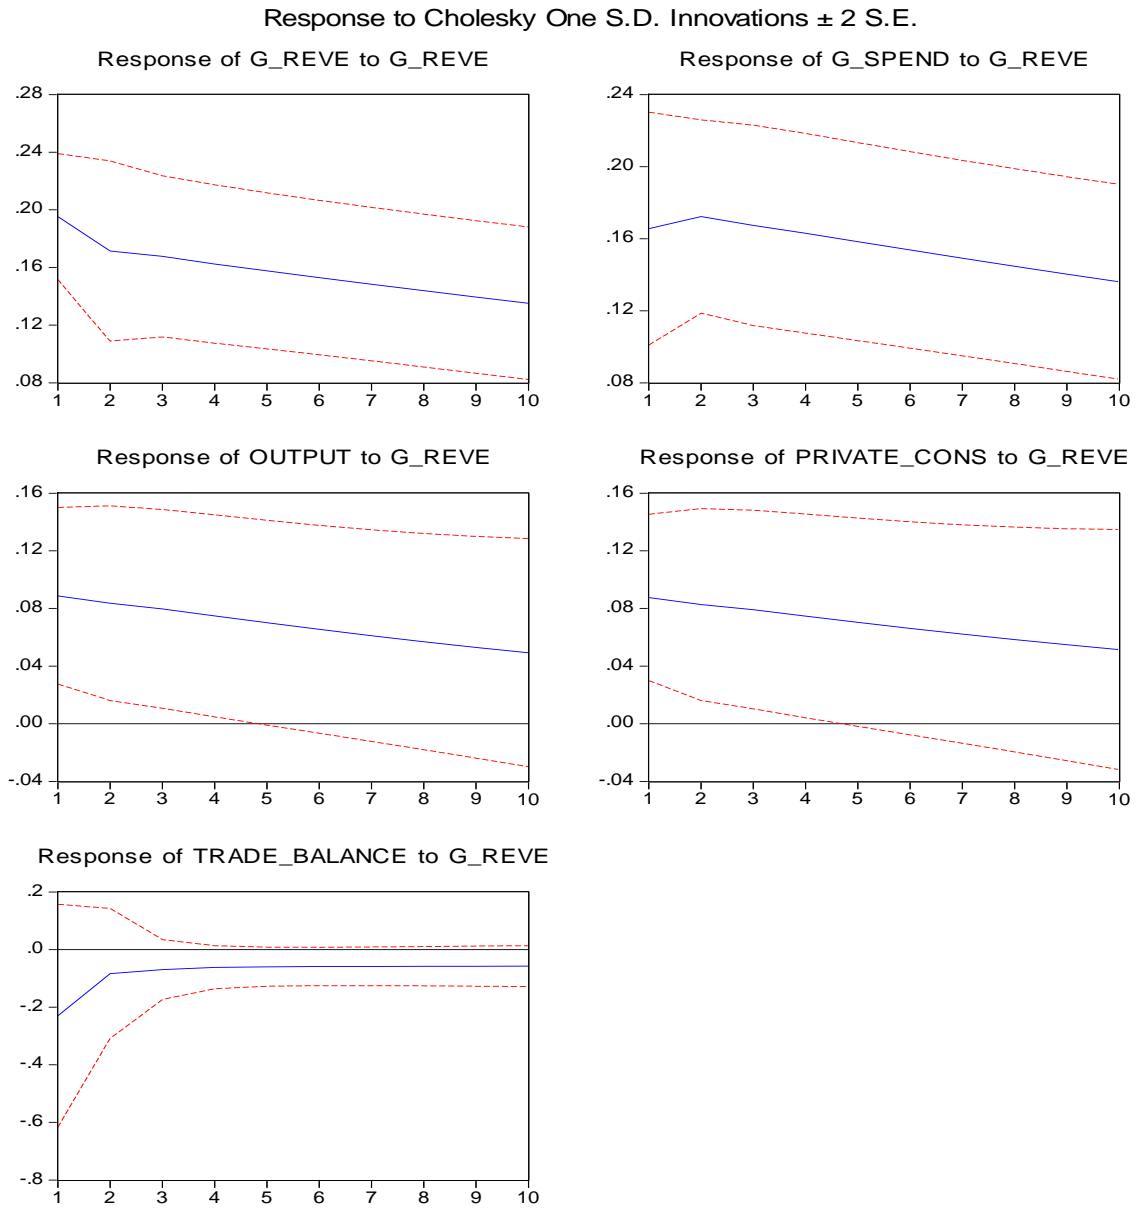 Response to Cholesky One S.D. Innovations ± 2 S.E.
Response of G_REVE to G_REVE
.28
.24
.20
.16
.12
.08
1 2 3 4 5 6 7 8 9 10
Response of G_SPEND to G_REVE
.24
.20
.16
.12
.08
1 2 3 4 5 6 7 8 9 10
Response of OUTPUT to G_REVE
.16
.12
.08
.04
.00
-.04
1 2 3 4 5 6 7 8 9 10
Response of PRIVATE_CONS to G_REVE
.16
.12
.08
.04
.00
-.04
1 2 3 4 5 6 7 8 9 10
Response of TRADE_BALANCE to G_REVE
.2
.0
-.2
-.4
-.6
-.8
1 2 3 4 5 6 7 8 9 10